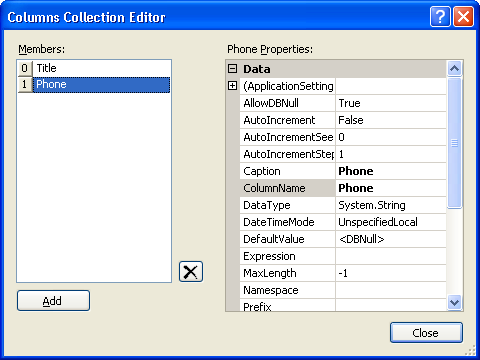 Columns Collection Editor
Members:
Phone Properties:
0 Title
1 Phone
Data
(ApplicationSetting
AllowDBNull True
AutoIncrement False
AutoIncrementSee 0
AutoIncrementStep 1
Caption Phone
ColumnName Phone
DataType System.String
DateTimeMode UnspecifiedLocal
DefaultValue <DBNull>
Expression
MaxLength -1
Namespace
Prefix
Add
Close